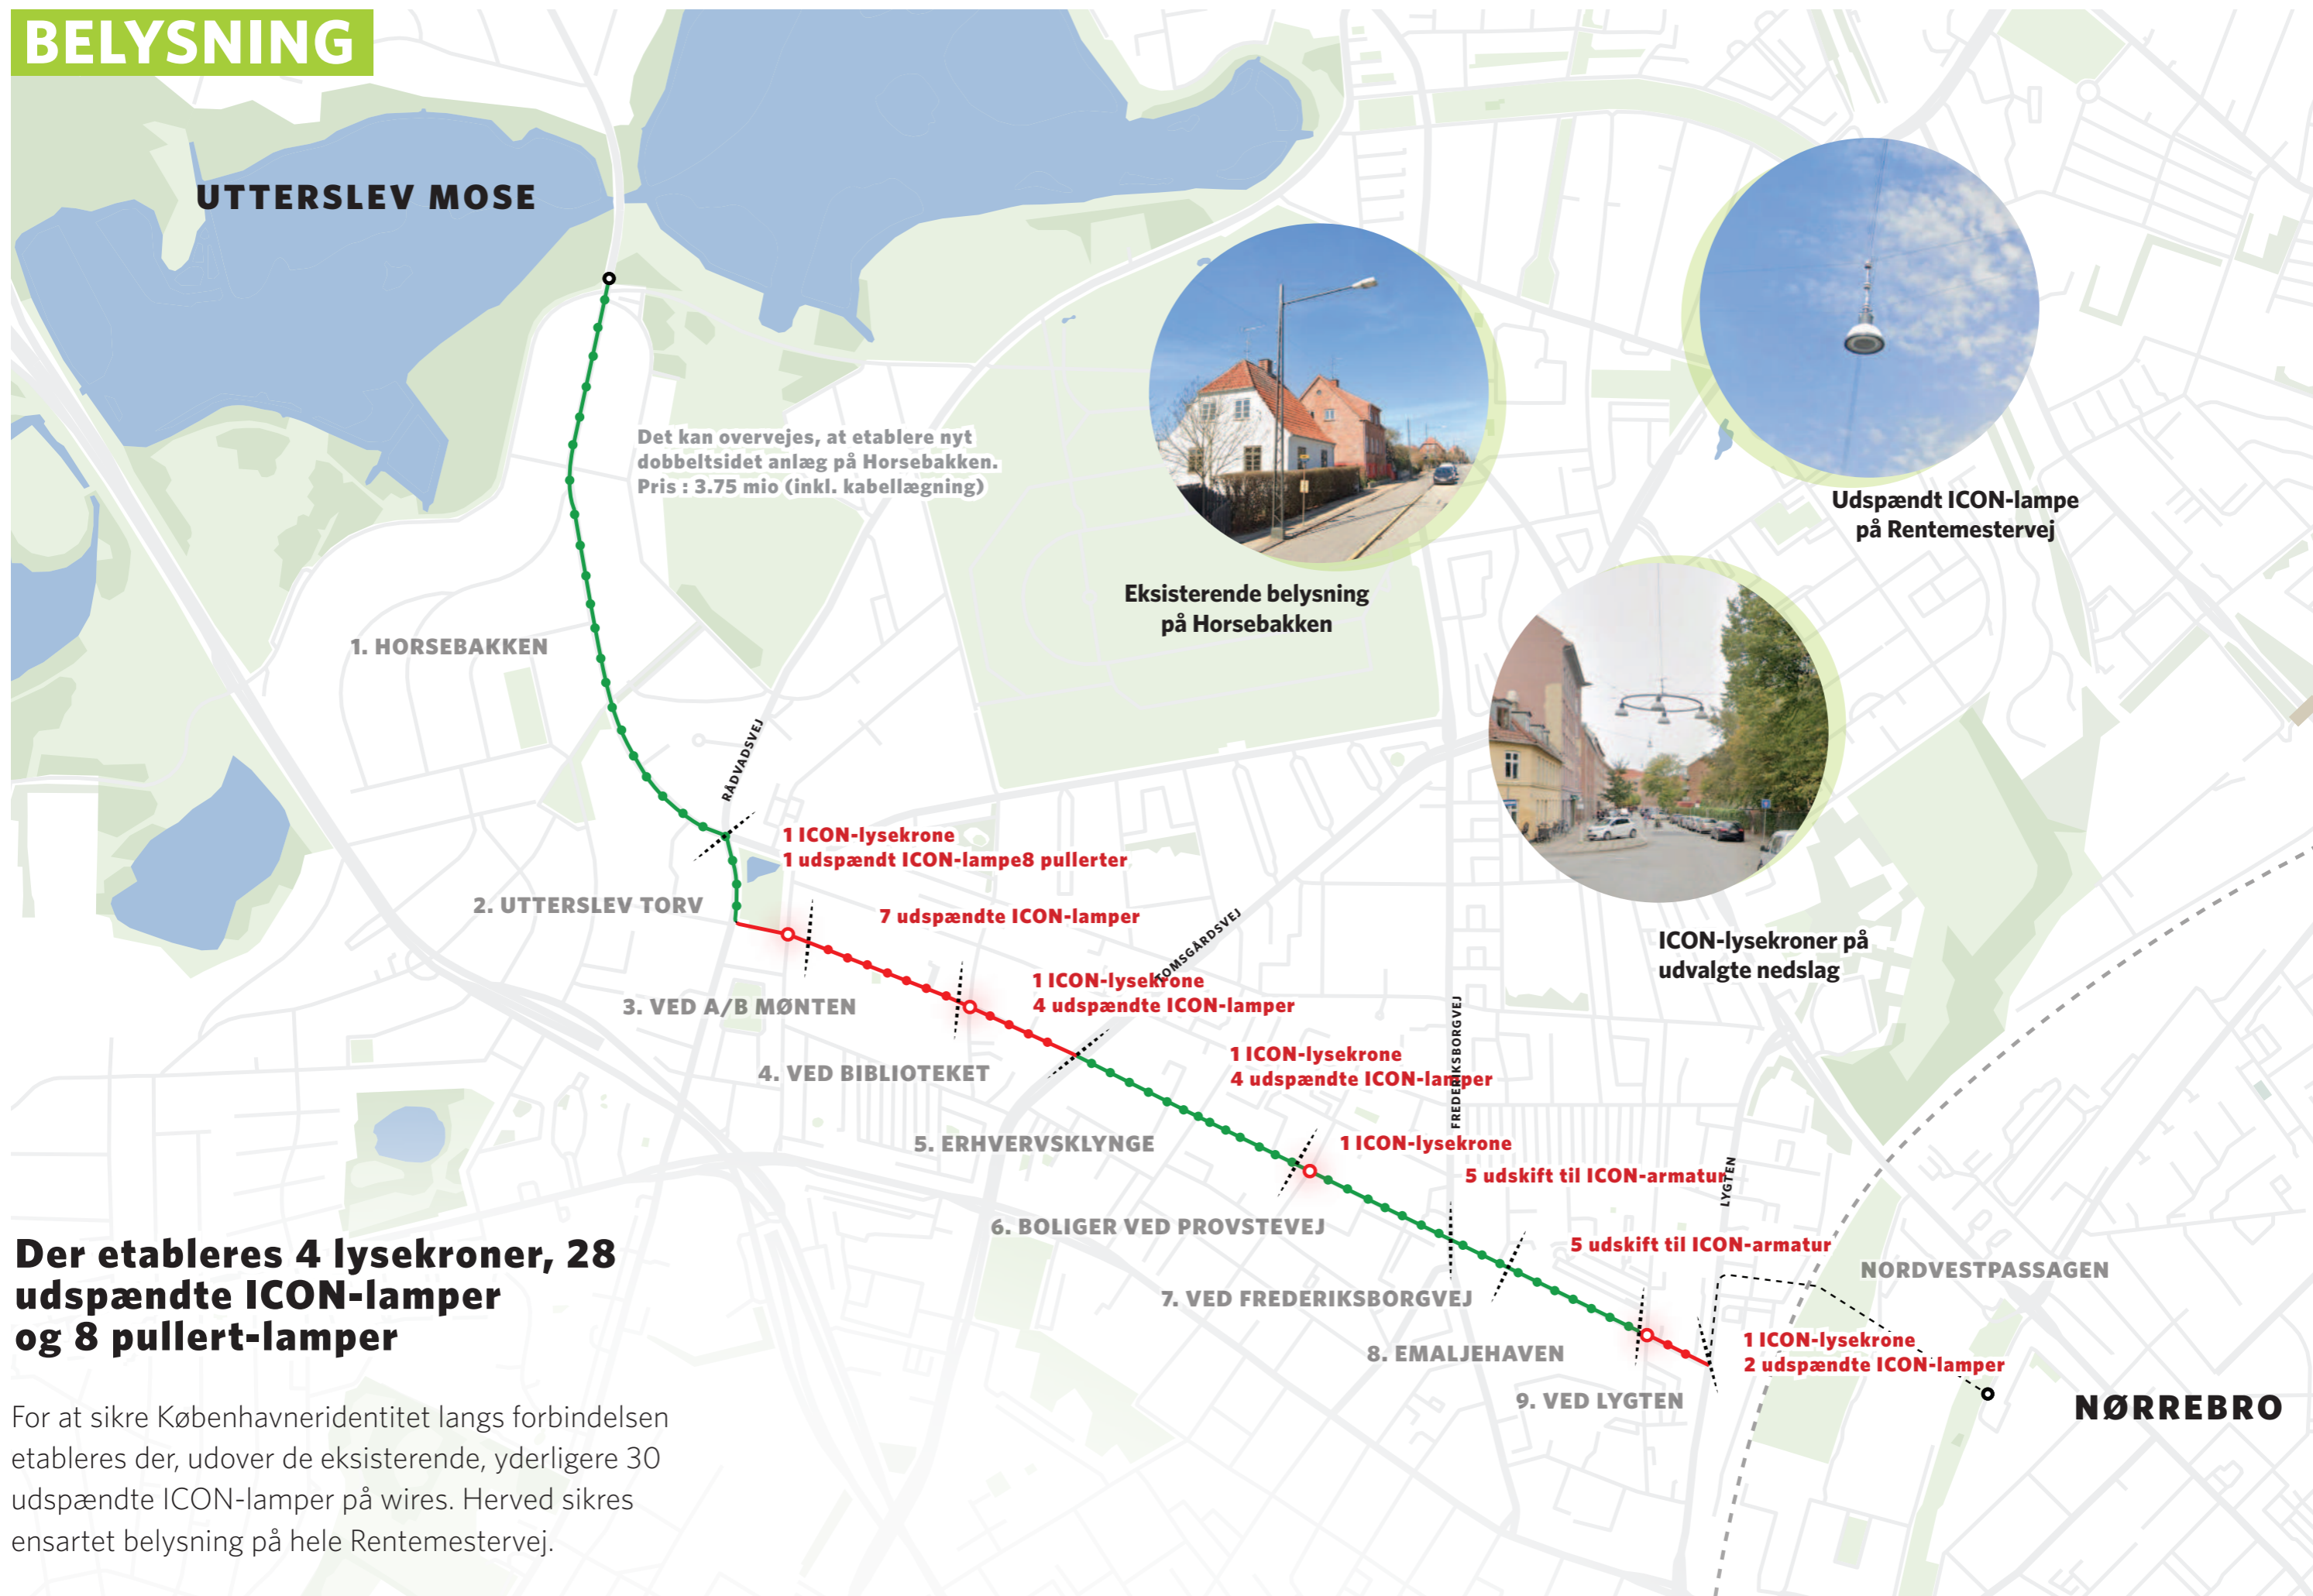 BELYSNING
UTTERSLEV MOSE
Det kan overvejes, at etablere nyt
dobbeltsidet anlæg på Horsebakken.
Pris : 3.75 mio (inkl. kabellægning)
Eksisterende belysning
på Horsebakken
Udspændt ICON-lampe
på Rentemestervej
ICON-lysekroner på
udvalgte nedslag
1. HORSEBAKKEN
RÅDVADSVEJ
1 ICON-lysekrone
1 udspændt ICON-lampe8 pullerter
2. UTTERSLEV TORV
7 udspændte ICON-lamper
TOMSGÅRDSVEJ
3. VED A/B MØNTEN
1 ICON-lysekrone
4 udspændte ICON-lamper
4. VED BIBLIOTEKET
1 ICON-lysekrone
4 udspændte ICON-lamper
FREDERIKSBORGVEJ
5. ERHVERVSKLYNGE
1 ICON-lysekrone
5 udskift til ICON-armatur
LYGTEN
6. BOLIGER VED PROVSTEVEJ
5 udskift til ICON-armatur
7. VED FREDERIKSBORGVEJ
NORDVESTPASSAGEN
8. EMALJEHAVEN
1 ICON-lysekrone
2 udspændte ICON-lamper
9. VED LYGTEN
NØRREBRO
Der etableres 4 lysekroner, 28
udspændte ICON-lamper
og 8 pullert-lamper
For at sikre Københavneridentitet langs forbindelsen
etableres der, udover de eksisterende, yderligere 30
udspændte ICON-lamper på wires. Herved sikres
ensartet belysning på hele Rentemestervej.